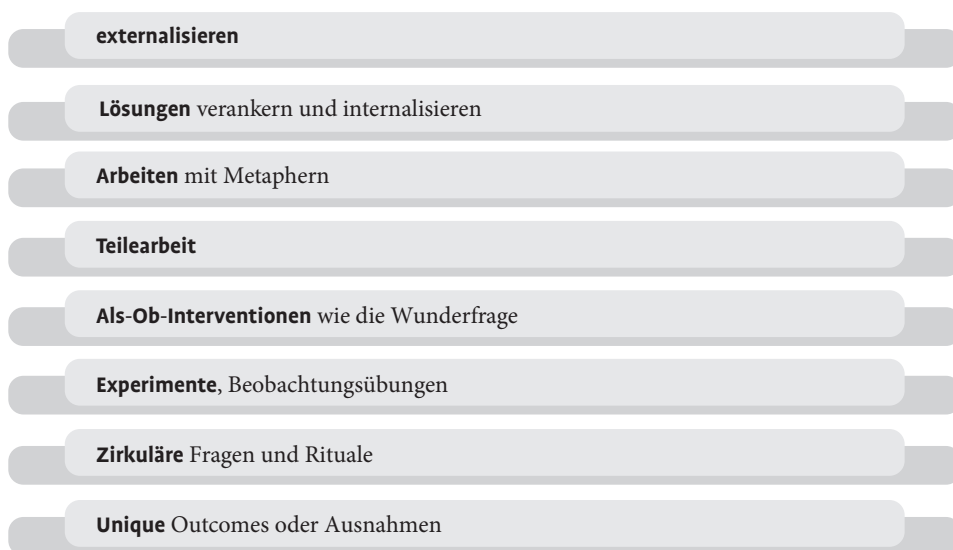 externalisieren
Lösungen verankern und internalisieren
Arbeiten mit Metaphern
Teilearbeit
Als-Ob-Interventionen wie die Wunderfrage
Experimente, Beobachtungsübungen
Zirkuläre Fragen und Rituale
Unique Outcomes oder Ausnahmen